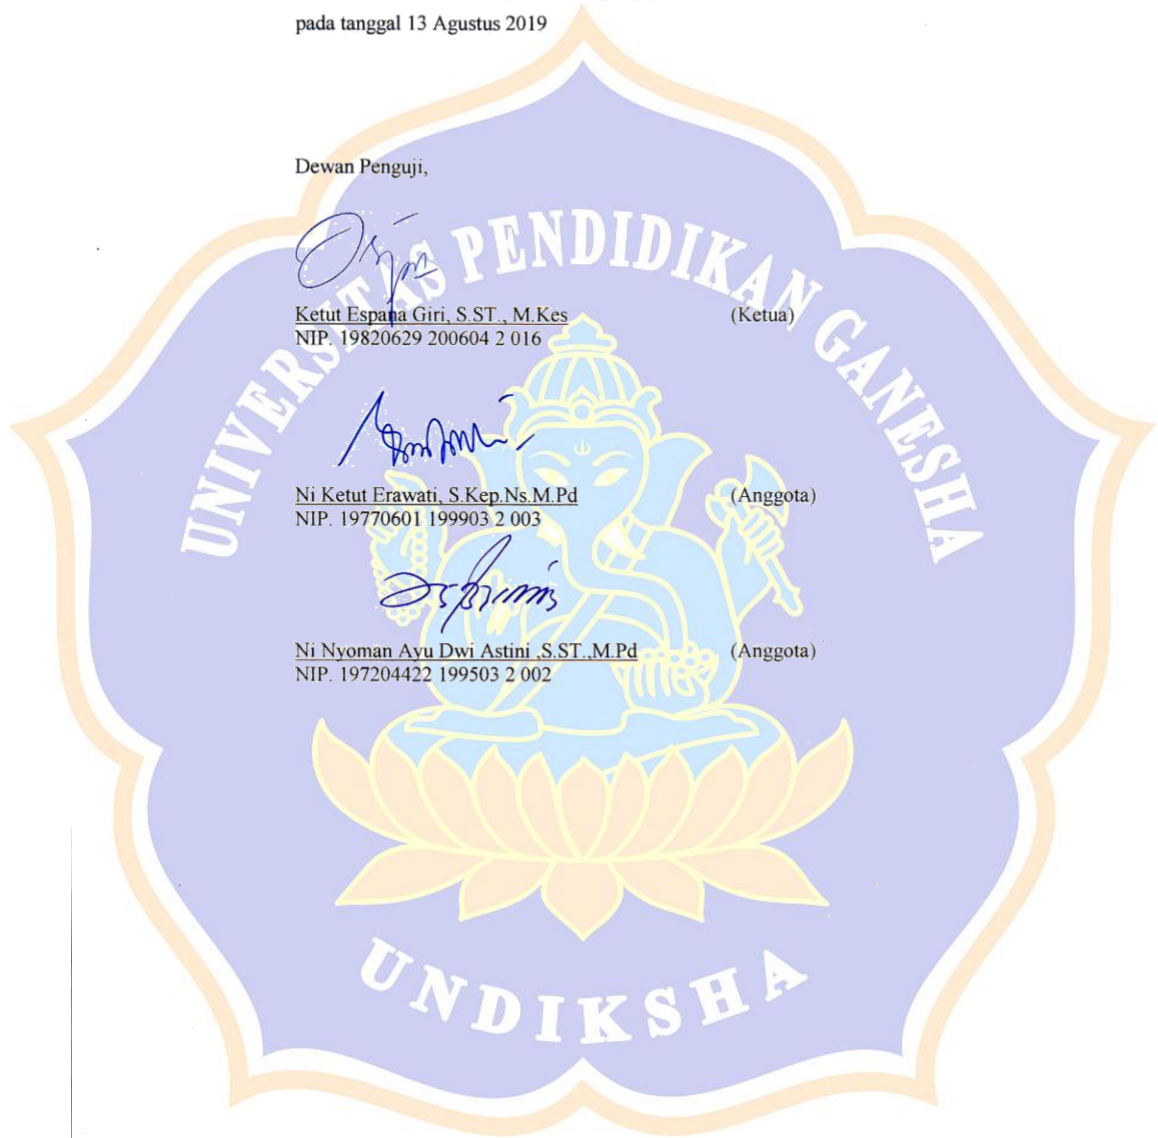 pada tanggal 13 Agustus 2019
Dewan Penguji,
UNIVERSITAS PENDIDIKAN GANESHA
Ketut Espana Giri, S.ST., M.Kes (Ketua)
NIP. 19820629 200604 2 016
Ni Ketut Erawati, S.Kep.Ns.M.Pd (Anggota)
NIP. 19770601 199903 2 003
Ni Nyoman Ayu Dwi Astini ,S.ST.,M.Pd (Anggota)
NIP. 197204422 199503 2 002
UNDIKSHA